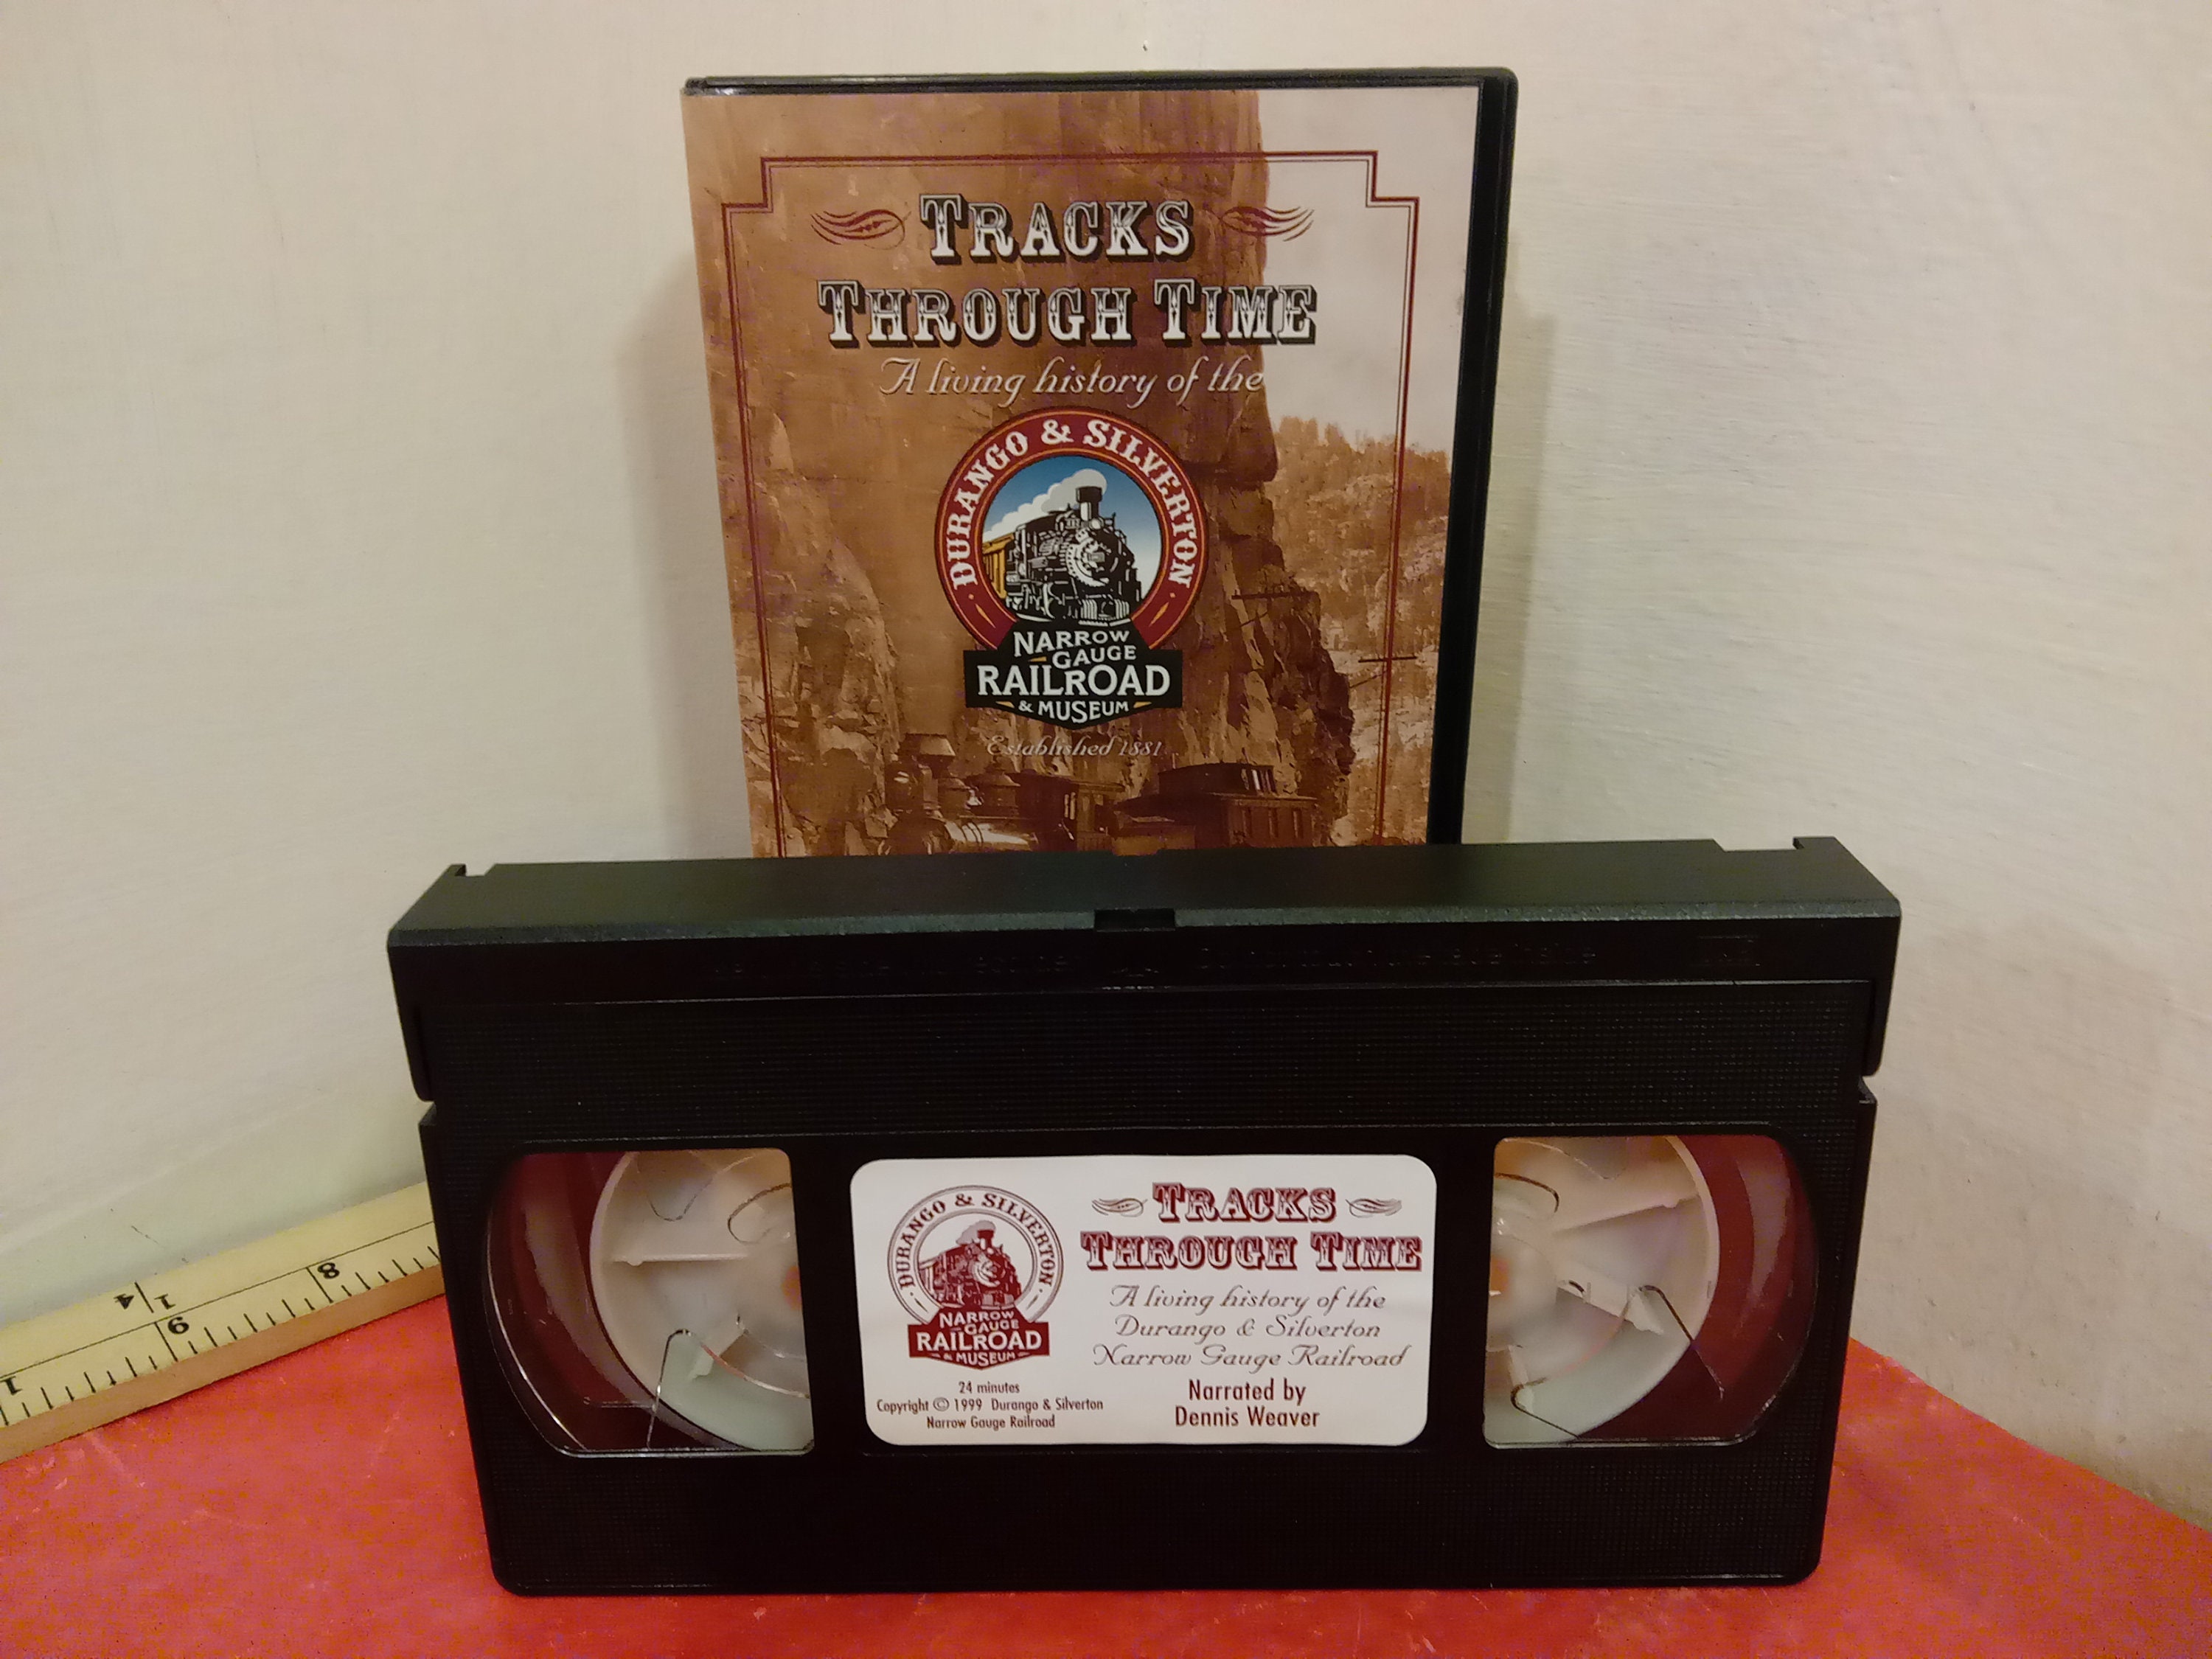 TRACKS
THROUGH TIME
A living history of the
DURANGO & SILVERTON
NARROW
GAUGE
RAILROAD
& MUSEUM
Established 1881
DURANGO & SILVERTON
NARROW
GAUGE
RAILROAD
& MUSEUM
24 minutes
Copyright © 1999 Durango & Silverton
Narrow Gauge Railroad
TRACKS
THROUGH TIME
A living history of the
Durango & Silverton
Narrow Gauge Railroad
Narrated by
Dennis Weaver
1
4
8
9
1